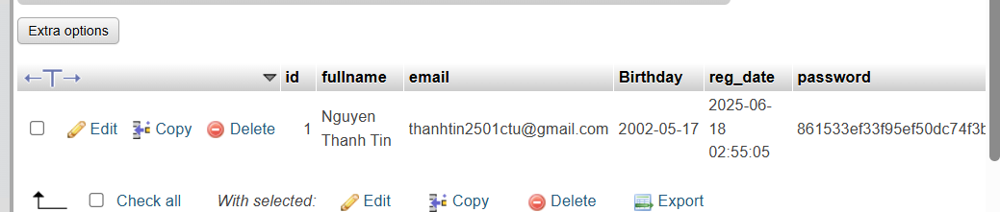 Extra options
id fullname email Birthday reg_date password
Edit Copy Delete 1 Nguyen Thanh Tin thanhtin2501ctu@gmail.com 2002-05-17 2025-06-18 02:55:05 861533ef33f95ef50dc74f3b
Check all With selected: Edit Copy Delete Export